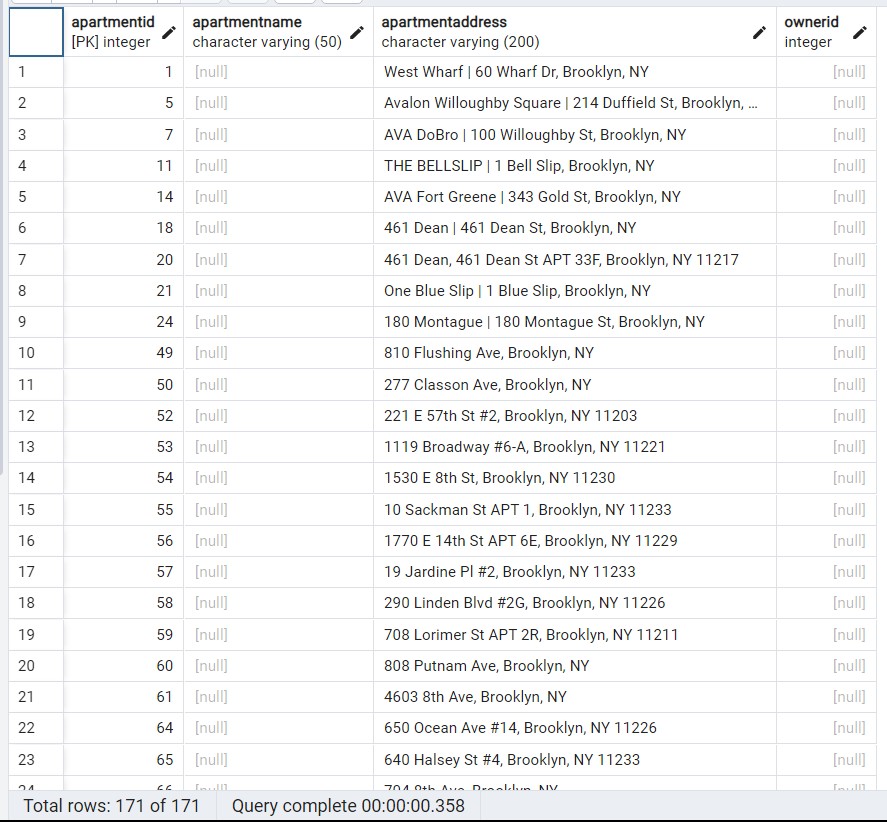 apartmentid apartmentname apartmentaddress ownerid
[PK] integer character varying (50) character varying (200) integer
1 1 [null] West Wharf | 60 Wharf Dr, Brooklyn, NY [null]
2 5 [null] Avalon Willoughby Square | 214 Duffield St, Brooklyn, ... [null]
3 7 [null] AVA DoBro | 100 Willoughby St, Brooklyn, NY [null]
4 11 [null] THE BELLSLIP | 1 Bell Slip, Brooklyn, NY [null]
5 14 [null] AVA Fort Greene | 343 Gold St, Brooklyn, NY [null]
6 18 [null] 461 Dean | 461 Dean St, Brooklyn, NY [null]
7 20 [null] 461 Dean, 461 Dean St APT 33F, Brooklyn, NY 11217 [null]
8 21 [null] One Blue Slip | 1 Blue Slip, Brooklyn, NY [null]
9 24 [null] 180 Montague | 180 Montague St, Brooklyn, NY [null]
10 49 [null] 810 Flushing Ave, Brooklyn, NY [null]
11 50 [null] 277 Classon Ave, Brooklyn, NY [null]
12 52 [null] 221 E 57th St #2, Brooklyn, NY 11203 [null]
13 53 [null] 1119 Broadway #6-A, Brooklyn, NY 11221 [null]
14 54 [null] 1530 E 8th St, Brooklyn, NY 11230 [null]
15 55 [null] 10 Sackman St APT 1, Brooklyn, NY 11233 [null]
16 56 [null] 1770 E 14th St APT 6E, Brooklyn, NY 11229 [null]
17 57 [null] 19 Jardine Pl #2, Brooklyn, NY 11233 [null]
18 58 [null] 290 Linden Blvd #2G, Brooklyn, NY 11226 [null]
19 59 [null] 708 Lorimer St APT 2R, Brooklyn, NY 11211 [null]
20 60 [null] 808 Putnam Ave, Brooklyn, NY [null]
21 61 [null] 4603 8th Ave, Brooklyn, NY [null]
22 64 [null] 650 Ocean Ave #14, Brooklyn, NY 11226 [null]
23 65 [null] 640 Halsey St #4, Brooklyn, NY 11233 [null]
Total rows: 171 of 171 Query complete 00:00:00.358